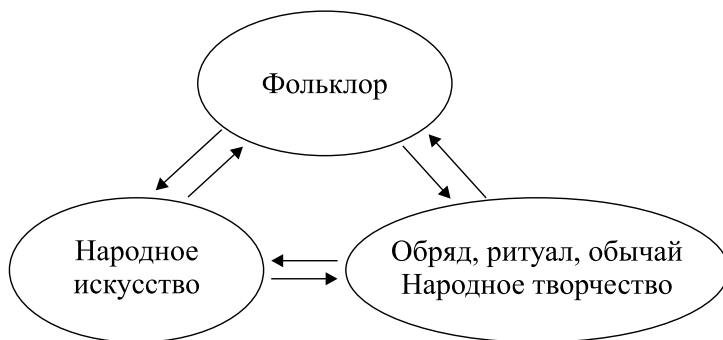 Фольклор
Народное
искусство
Обряд, ритуал, обычай
Народное творчество